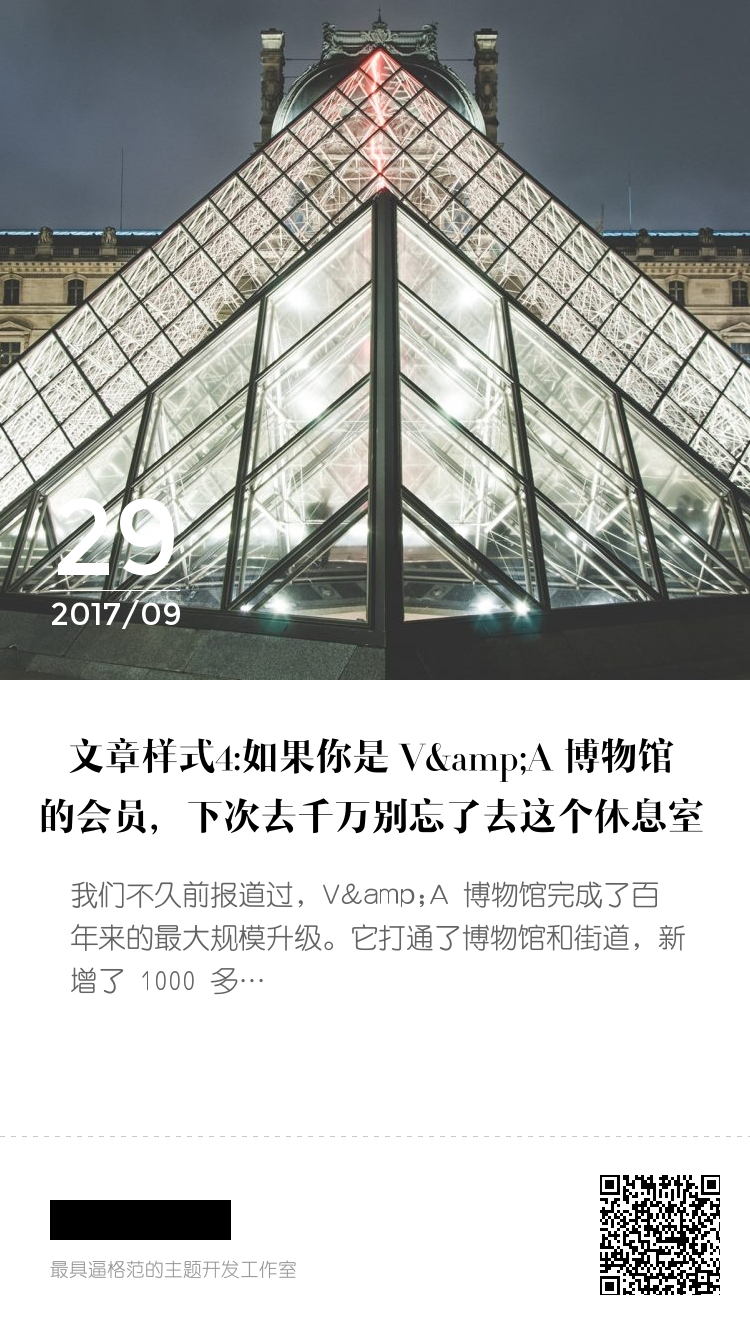 29
2017/09
文章样式4:如果你是 V&amp;A 博物馆
的会员，下次去千万别忘了去这个休息室
我们不久前报道过，V&amp;A 博物馆完成了百
年来的最大规模升级。它打通了博物馆和街道，新
增了 1000 多…
最具逼格范的主题开发工作室